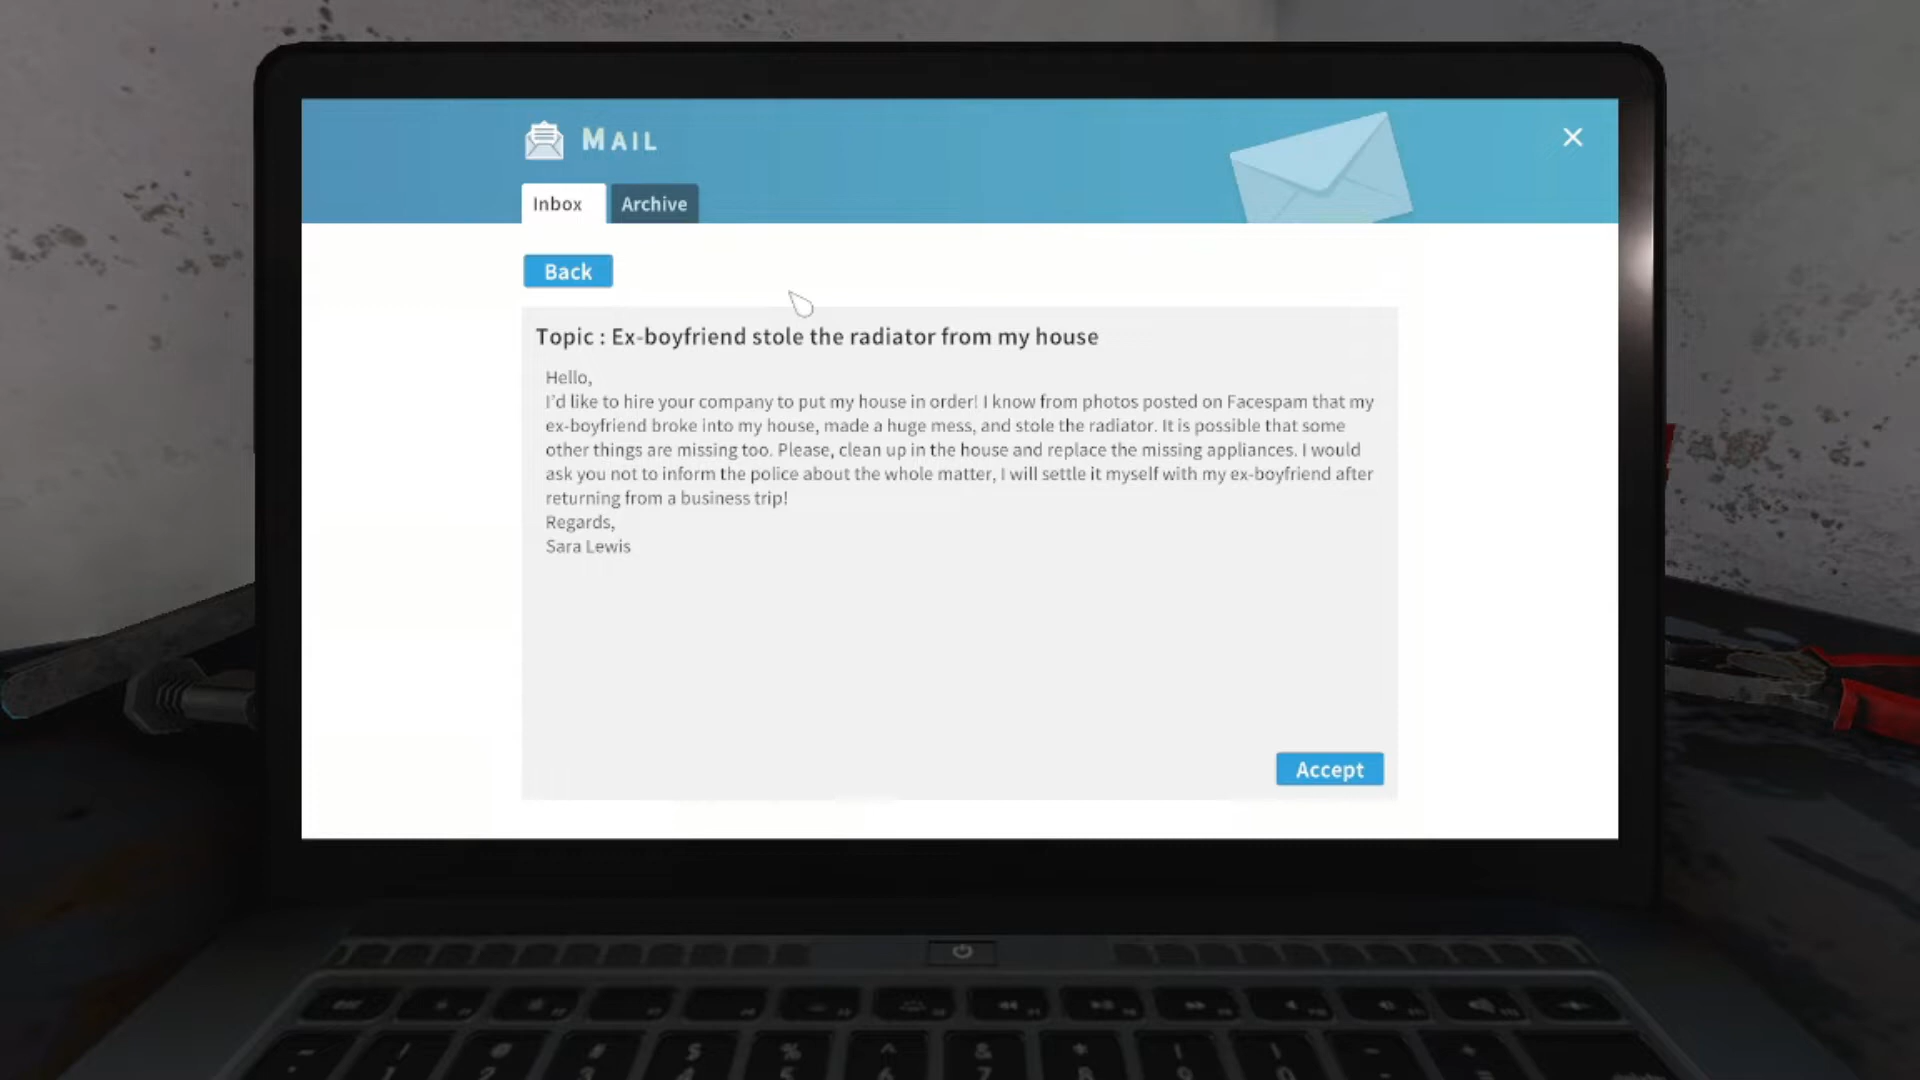 MAIL
Inbox Archive
Back
Topic : Ex-boyfriend stole the radiator from my house
Hello,
I'd like to hire your company to put my house in order! I know from photos posted on Facespam that my
ex-boyfriend broke into my house, made a huge mess, and stole the radiator. It is possible that some
other things are missing too. Please, clean up in the house and replace the missing appliances. I would
ask you not to inform the police about the whole matter, I will settle it myself with my ex-boyfriend after
returning from a business trip!
Regards,
Sara Lewis
Accept